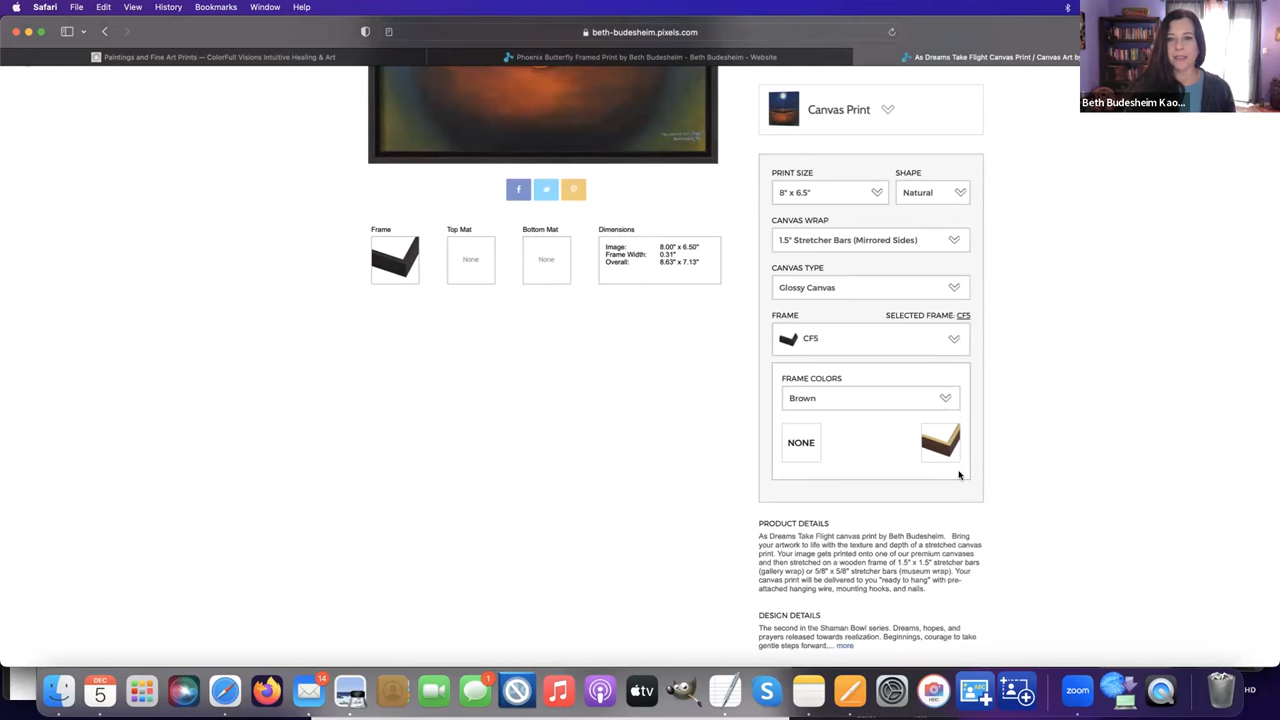 Safari File Edit View History Bookmarks Window Help
beth-budesheim.pixels.com
Paintings and Fine Art Prints — ColorFull Visions Intuitive Healing & Art
Phoenix Butterfly Framed Print by Beth Budesheim - Beth Budesheim - Website
As Dreams Take Flight Canvas Print / Canvas Art by
Beth Budesheim Kao...
Canvas Print
PRINT SIZE SHAPE
8" x 6.5" Natural
CANVAS WRAP
1.5" Stretcher Bars (Mirrored Sides)
CANVAS TYPE
Glossy Canvas
FRAME SELECTED FRAME: CF5
CF5
FRAME COLORS
Brown
NONE
Frame Top Mat Bottom Mat Dimensions
None None
Image: 8.00" x 6.50"
Frame Width: 0.31"
Overall: 8.63" x 7.13"
PRODUCT DETAILS
As Dreams Take Flight canvas print by Beth Budesheim. Bring
your artwork to life with the texture and depth of a stretched canvas
print. Your image gets printed onto one of our premium canvases
and then stretched on a wooden frame of 1.5" x 1.5" stretcher bars
(gallery wrap) or 5/8" x 5/8" stretcher bars (museum wrap). Your
canvas print will be delivered to you "ready to hang" with pre-
attached hanging wire, mounting hooks, and nails.
DESIGN DETAILS
The second in the Shaman Bowl series. Dreams, hopes, and
prayers released towards realization. Beginnings, courage to take
gentle steps forward,... more
DEC
5
14
1
tv
zoom
HD